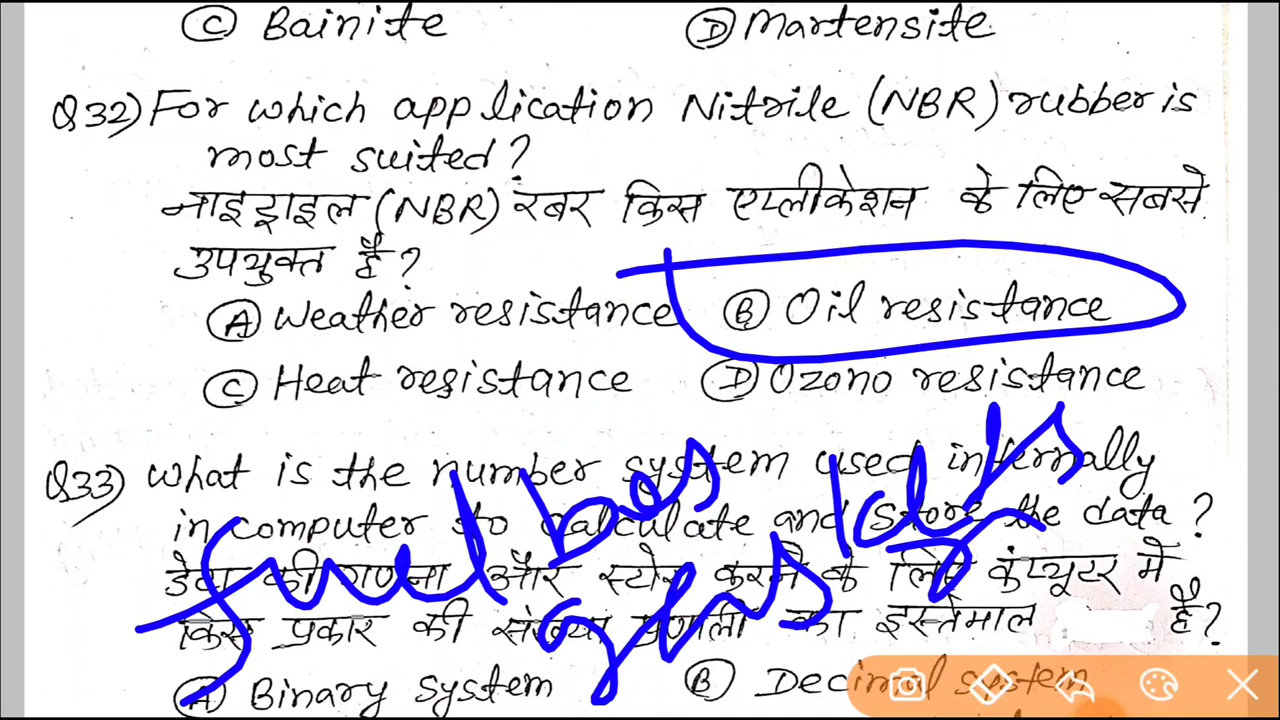 Ⓒ Bainite Ⓓ Martensite
Q32) For which application Nitrile (NBR) rubber is
most suited?
नाइट्राइल (NBR) रबर किस एप्लीकेशन के लिए सबसे
उपयुक्त है?
Ⓐ Weather resistance Ⓑ Oil resistance
Ⓒ Heat resistance Ⓓ Ozono resistance
Q33) What is the number system used internally
in computer to calculate and store the data?
डेटा की गणना और स्टोर करने के लिए कंप्यूटर में
किस प्रकार की संख्या प्रणाली का इस्तेमाल है?
Ⓐ Binary system Ⓑ Decimal system
fuel